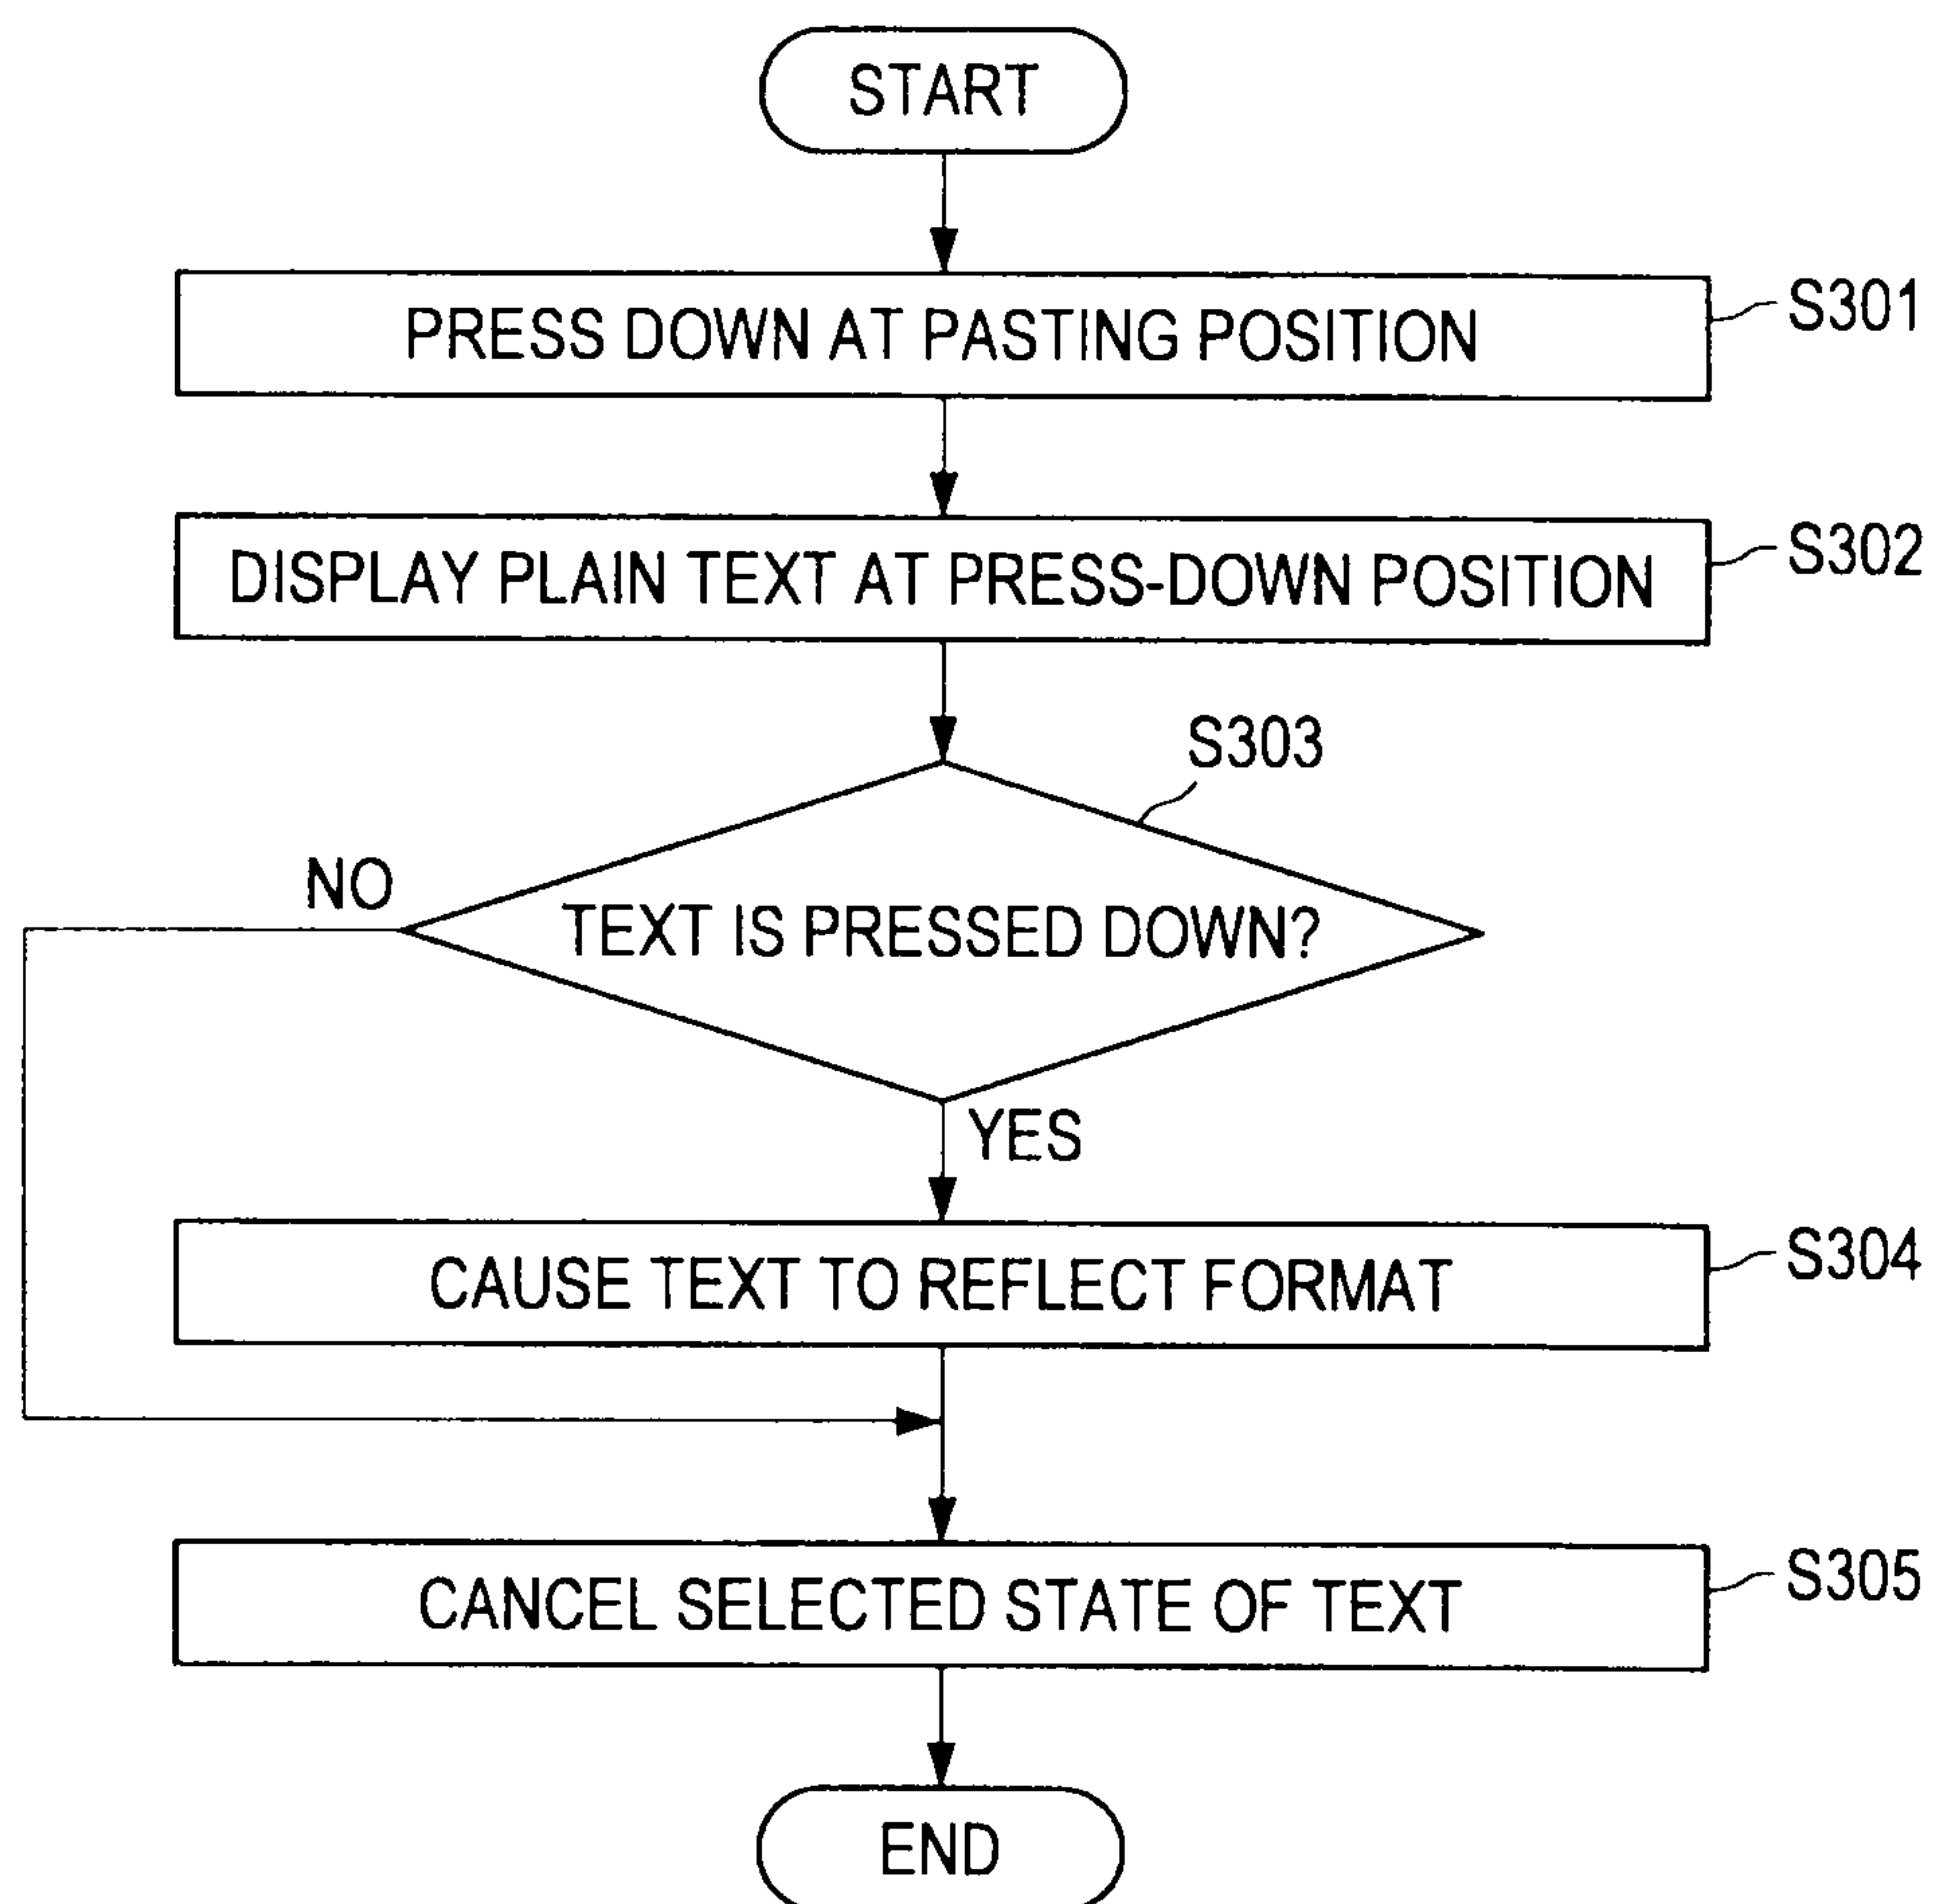 START
PRESS DOWN AT PASTING POSITION
S301
DISPLAY PLAIN TEXT AT PRESS-DOWN POSITION
S302
S303
NO
TEXT IS PRESSED DOWN?
YES
CAUSE TEXT TO REFLECT FORMAT
S304
CANCEL SELECTED STATE OF TEXT
S305
END